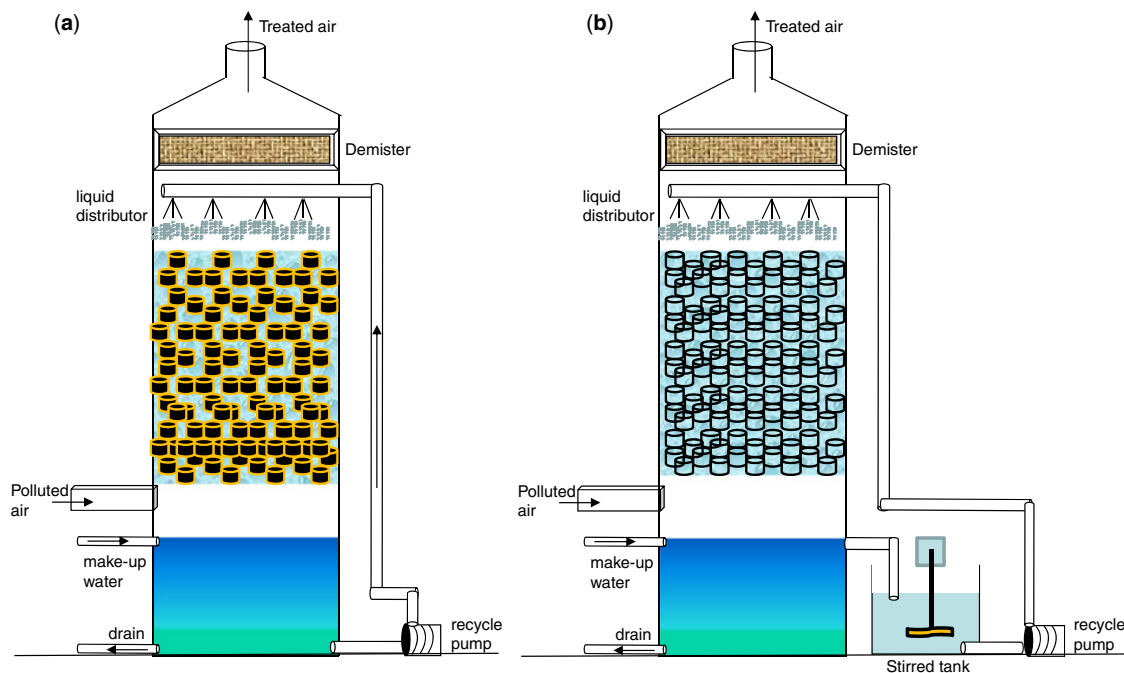 (a)
Treated air
Demister
liquid
distributor
Polluted
air
make-up
water
drain
recycle
pump
(b)
Treated air
Demister
liquid
distributor
Polluted
air
make-up
water
drain
recycle
pump
Stirred tank